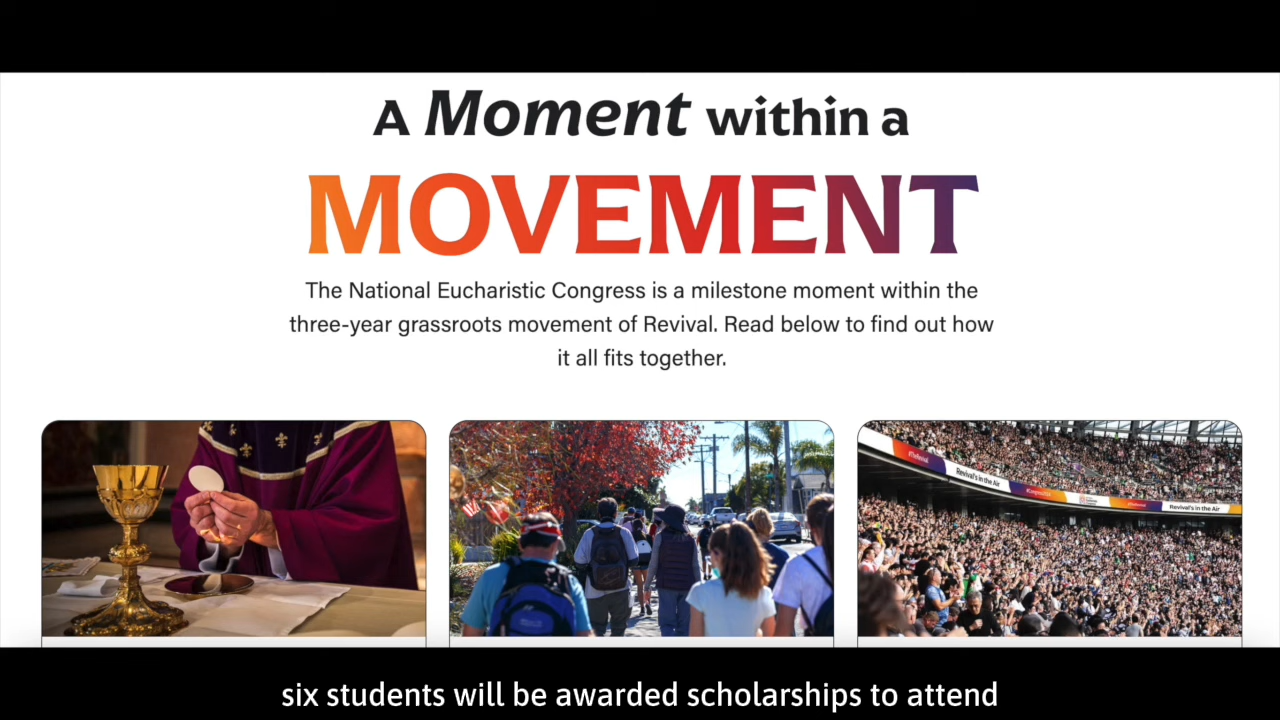 A Moment within a
MOVEMENT
The National Eucharistic Congress is a milestone moment within the
three-year grassroots movement of Revival. Read below to find out how
it all fits together.
Revival's in the Air
Revival's in the Air
six students will be awarded scholarships to attend